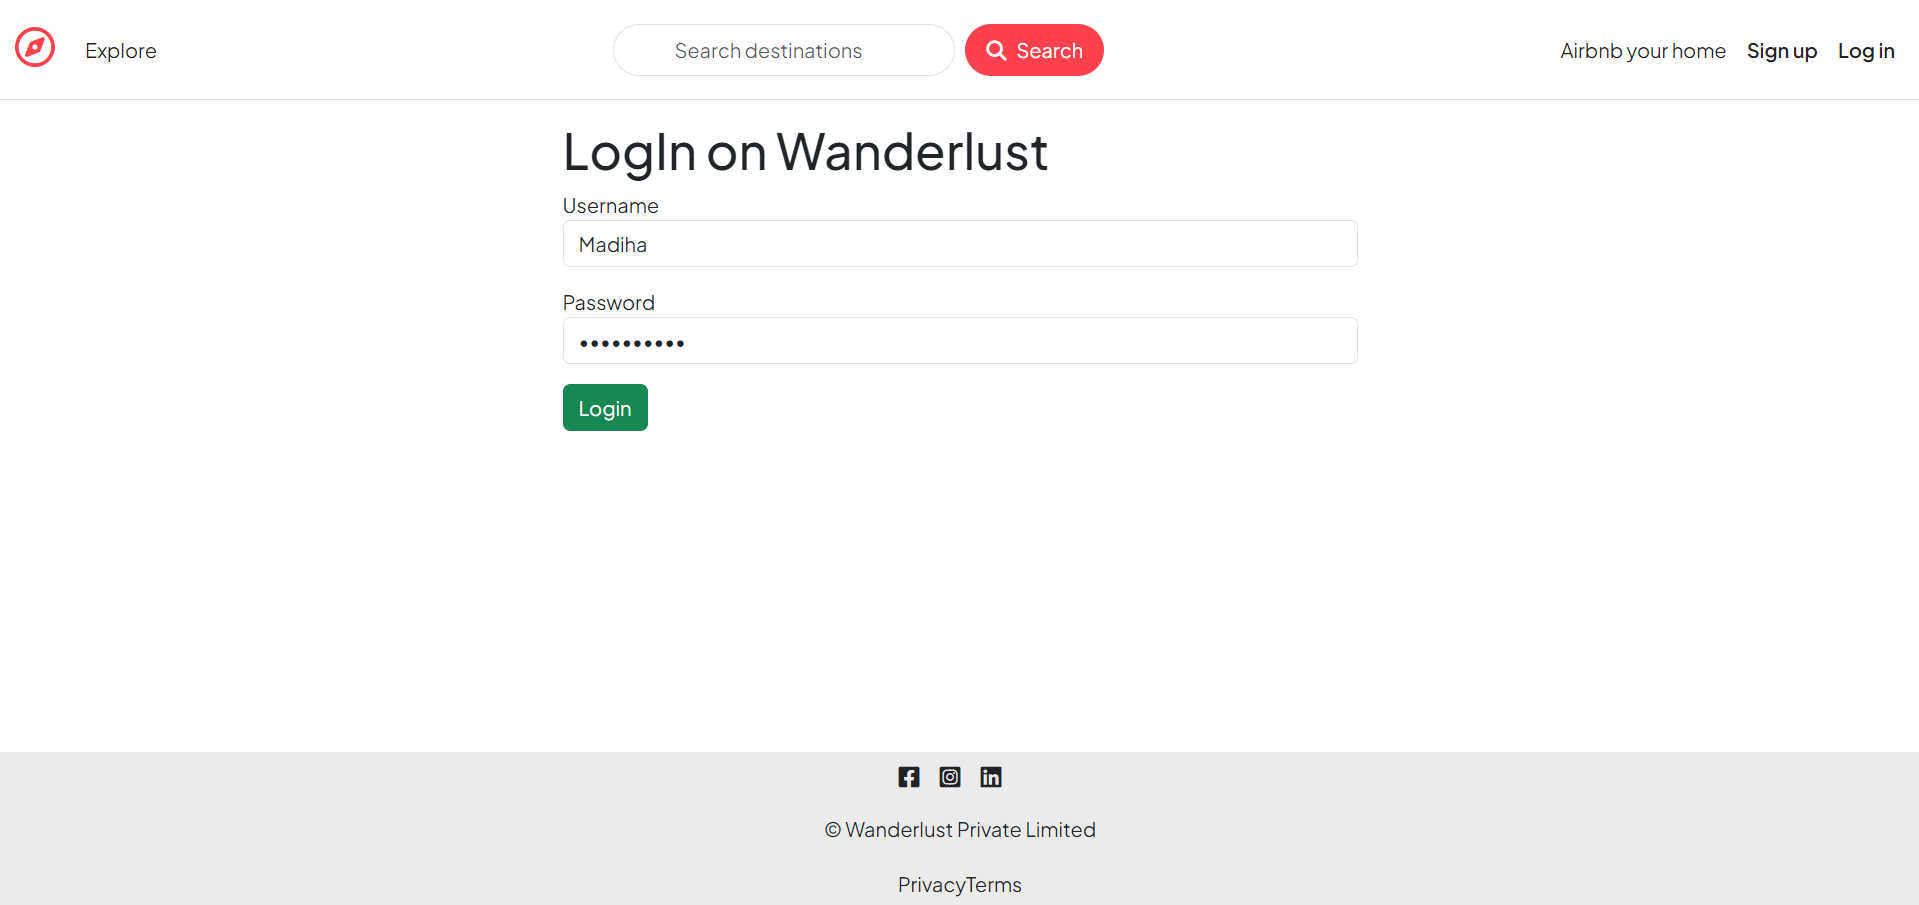 Explore
Search destinations
Search
Airbnb your home
Sign up
Log in
LogIn on Wanderlust
Username
Madiha
Password
••••••••••
Login
© Wanderlust Private Limited
PrivacyTerms